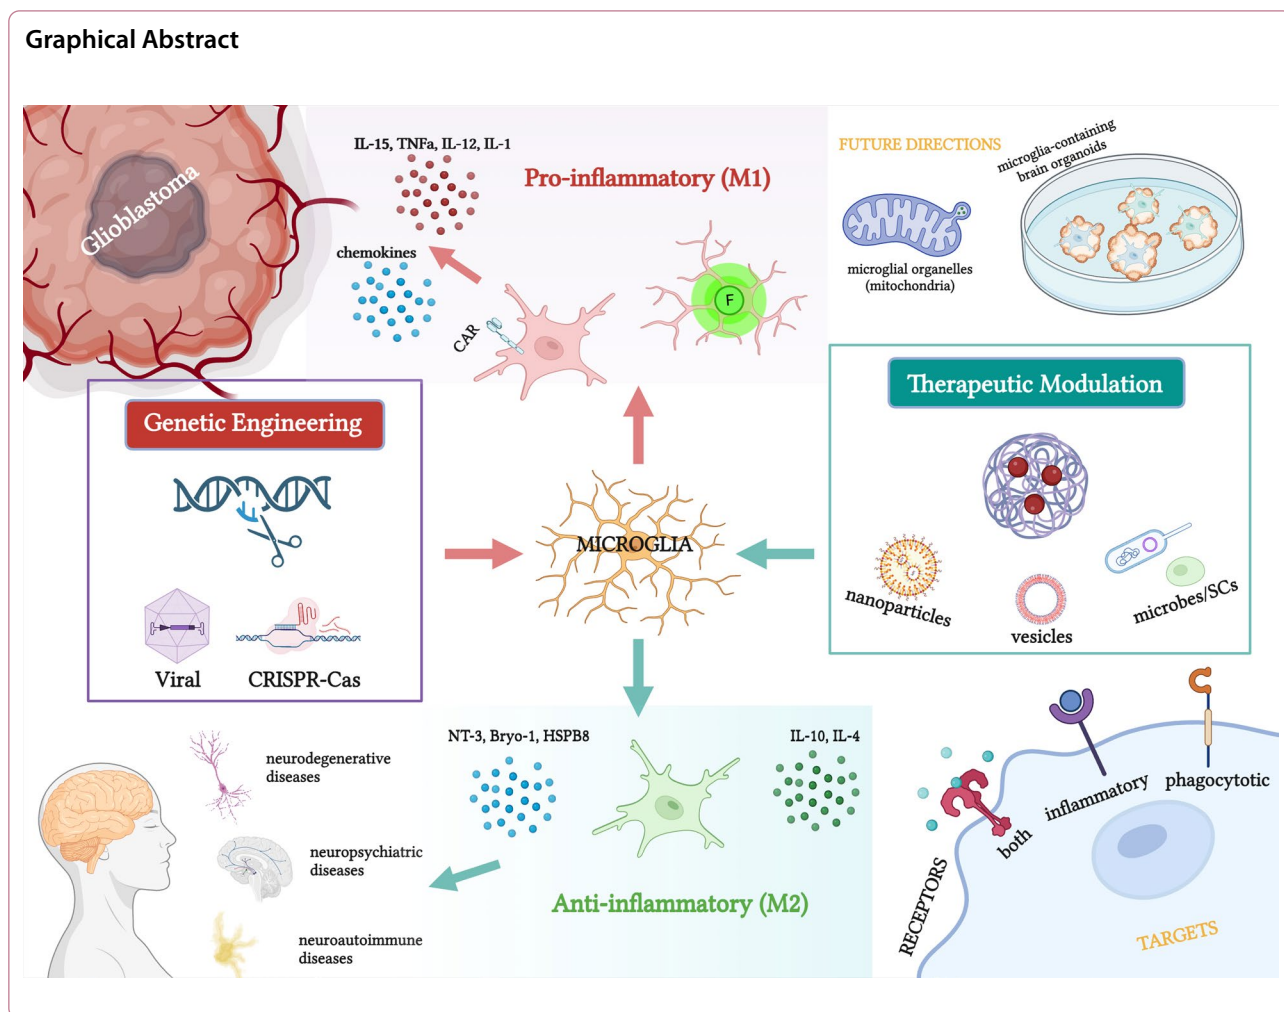 Graphical Abstract
Glioblastoma
IL-15, TNFa, IL-12, IL-1
Pro-inflammatory (M1)
chemokines
CAR
F
FUTURE DIRECTIONS
microglia-containing
brain organoids
microglial organelles
(mitochondria)
Genetic Engineering
Viral
CRISPR-Cas
MICROGLIA
Therapeutic Modulation
nanoparticles
vesicles
microbes/SCs
neurodegenerative
diseases
neuropsychiatric
diseases
neuroautoimmune
diseases
NT-3, Bryo-1, HSPB8
IL-10, IL-4
Anti-inflammatory (M2)
RECEPTORS
both
inflammatory
phagocytotic
TARGETS